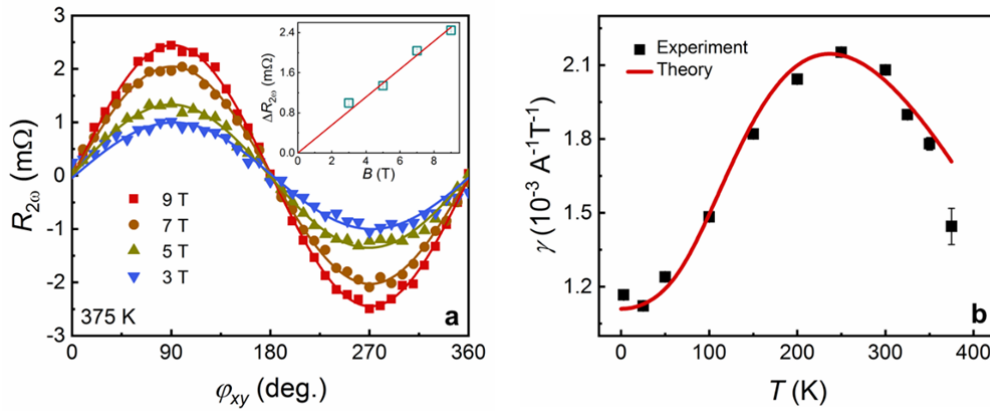 3
2
1
0
-1
-2
-3
R2ω (mΩ)
0
90
180
270
360
φxy (deg.)
375 K
a
9 T
7 T
5 T
3 T
2.4
1.8
1.2
0.6
0.0
ΔR2ω (mΩ)
0 2 4 6 8
B (T)
2.1
1.8
1.5
1.2
γ (10-3 A-1T-1)
Experiment
Theory
b
0 100 200 300 400
T (K)